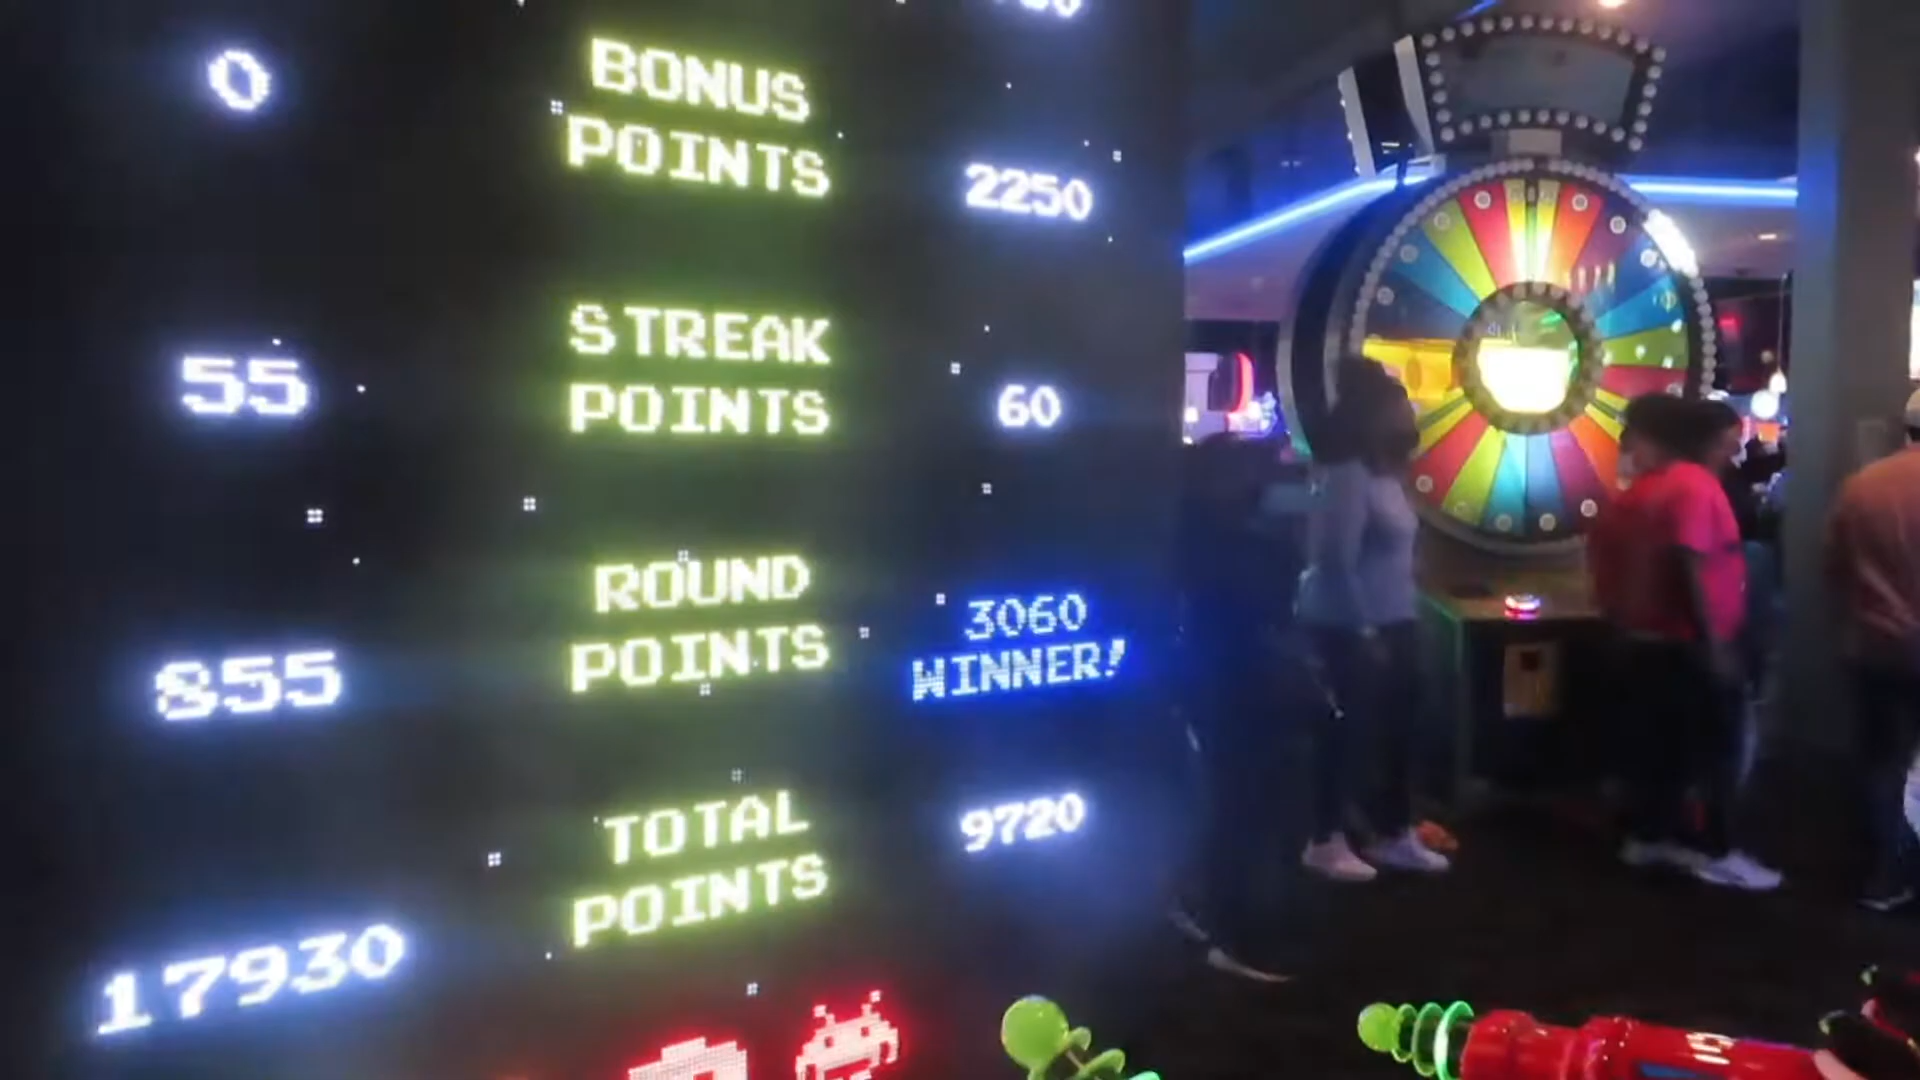 0
BONUS
POINTS
2250
55
STREAK
POINTS
60
855
ROUND
POINTS
3060
WINNER!
17930
TOTAL
POINTS
9720